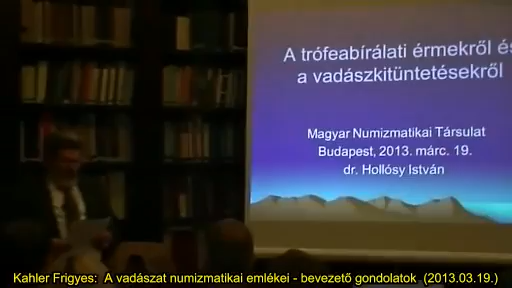 A trófeabírálati érmekről és
a vadászkitüntetésekről
Magyar Numizmatikai Társulat
Budapest, 2013. márc. 19.
dr. Hollósy István
Kahler Frigyes: A vadászat numizmatikai emlékei - bevezető gondolatok (2013.03.19.)